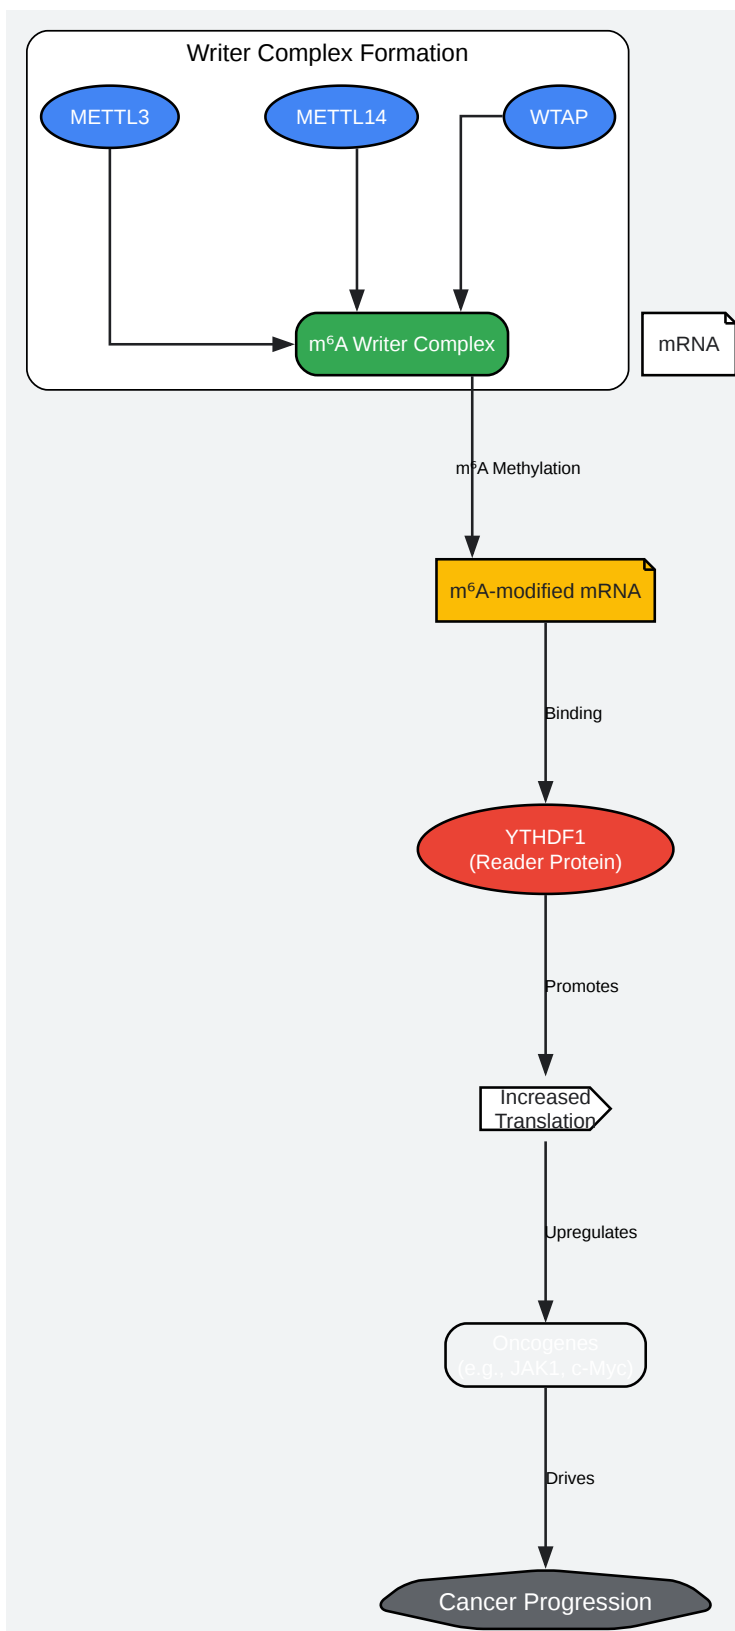 Writer Complex Formation
METTL3
METTL14
WTAP
m⁶A Writer Complex
mRNA
m⁶A Methylation
m⁶A-modified mRNA
Binding
YTHDF1
(Reader Protein)
Promotes
Increased
Translation
Upregulates
Oncogenes
(e.g., JAK1, c-Myc)
Drives
Cancer Progression